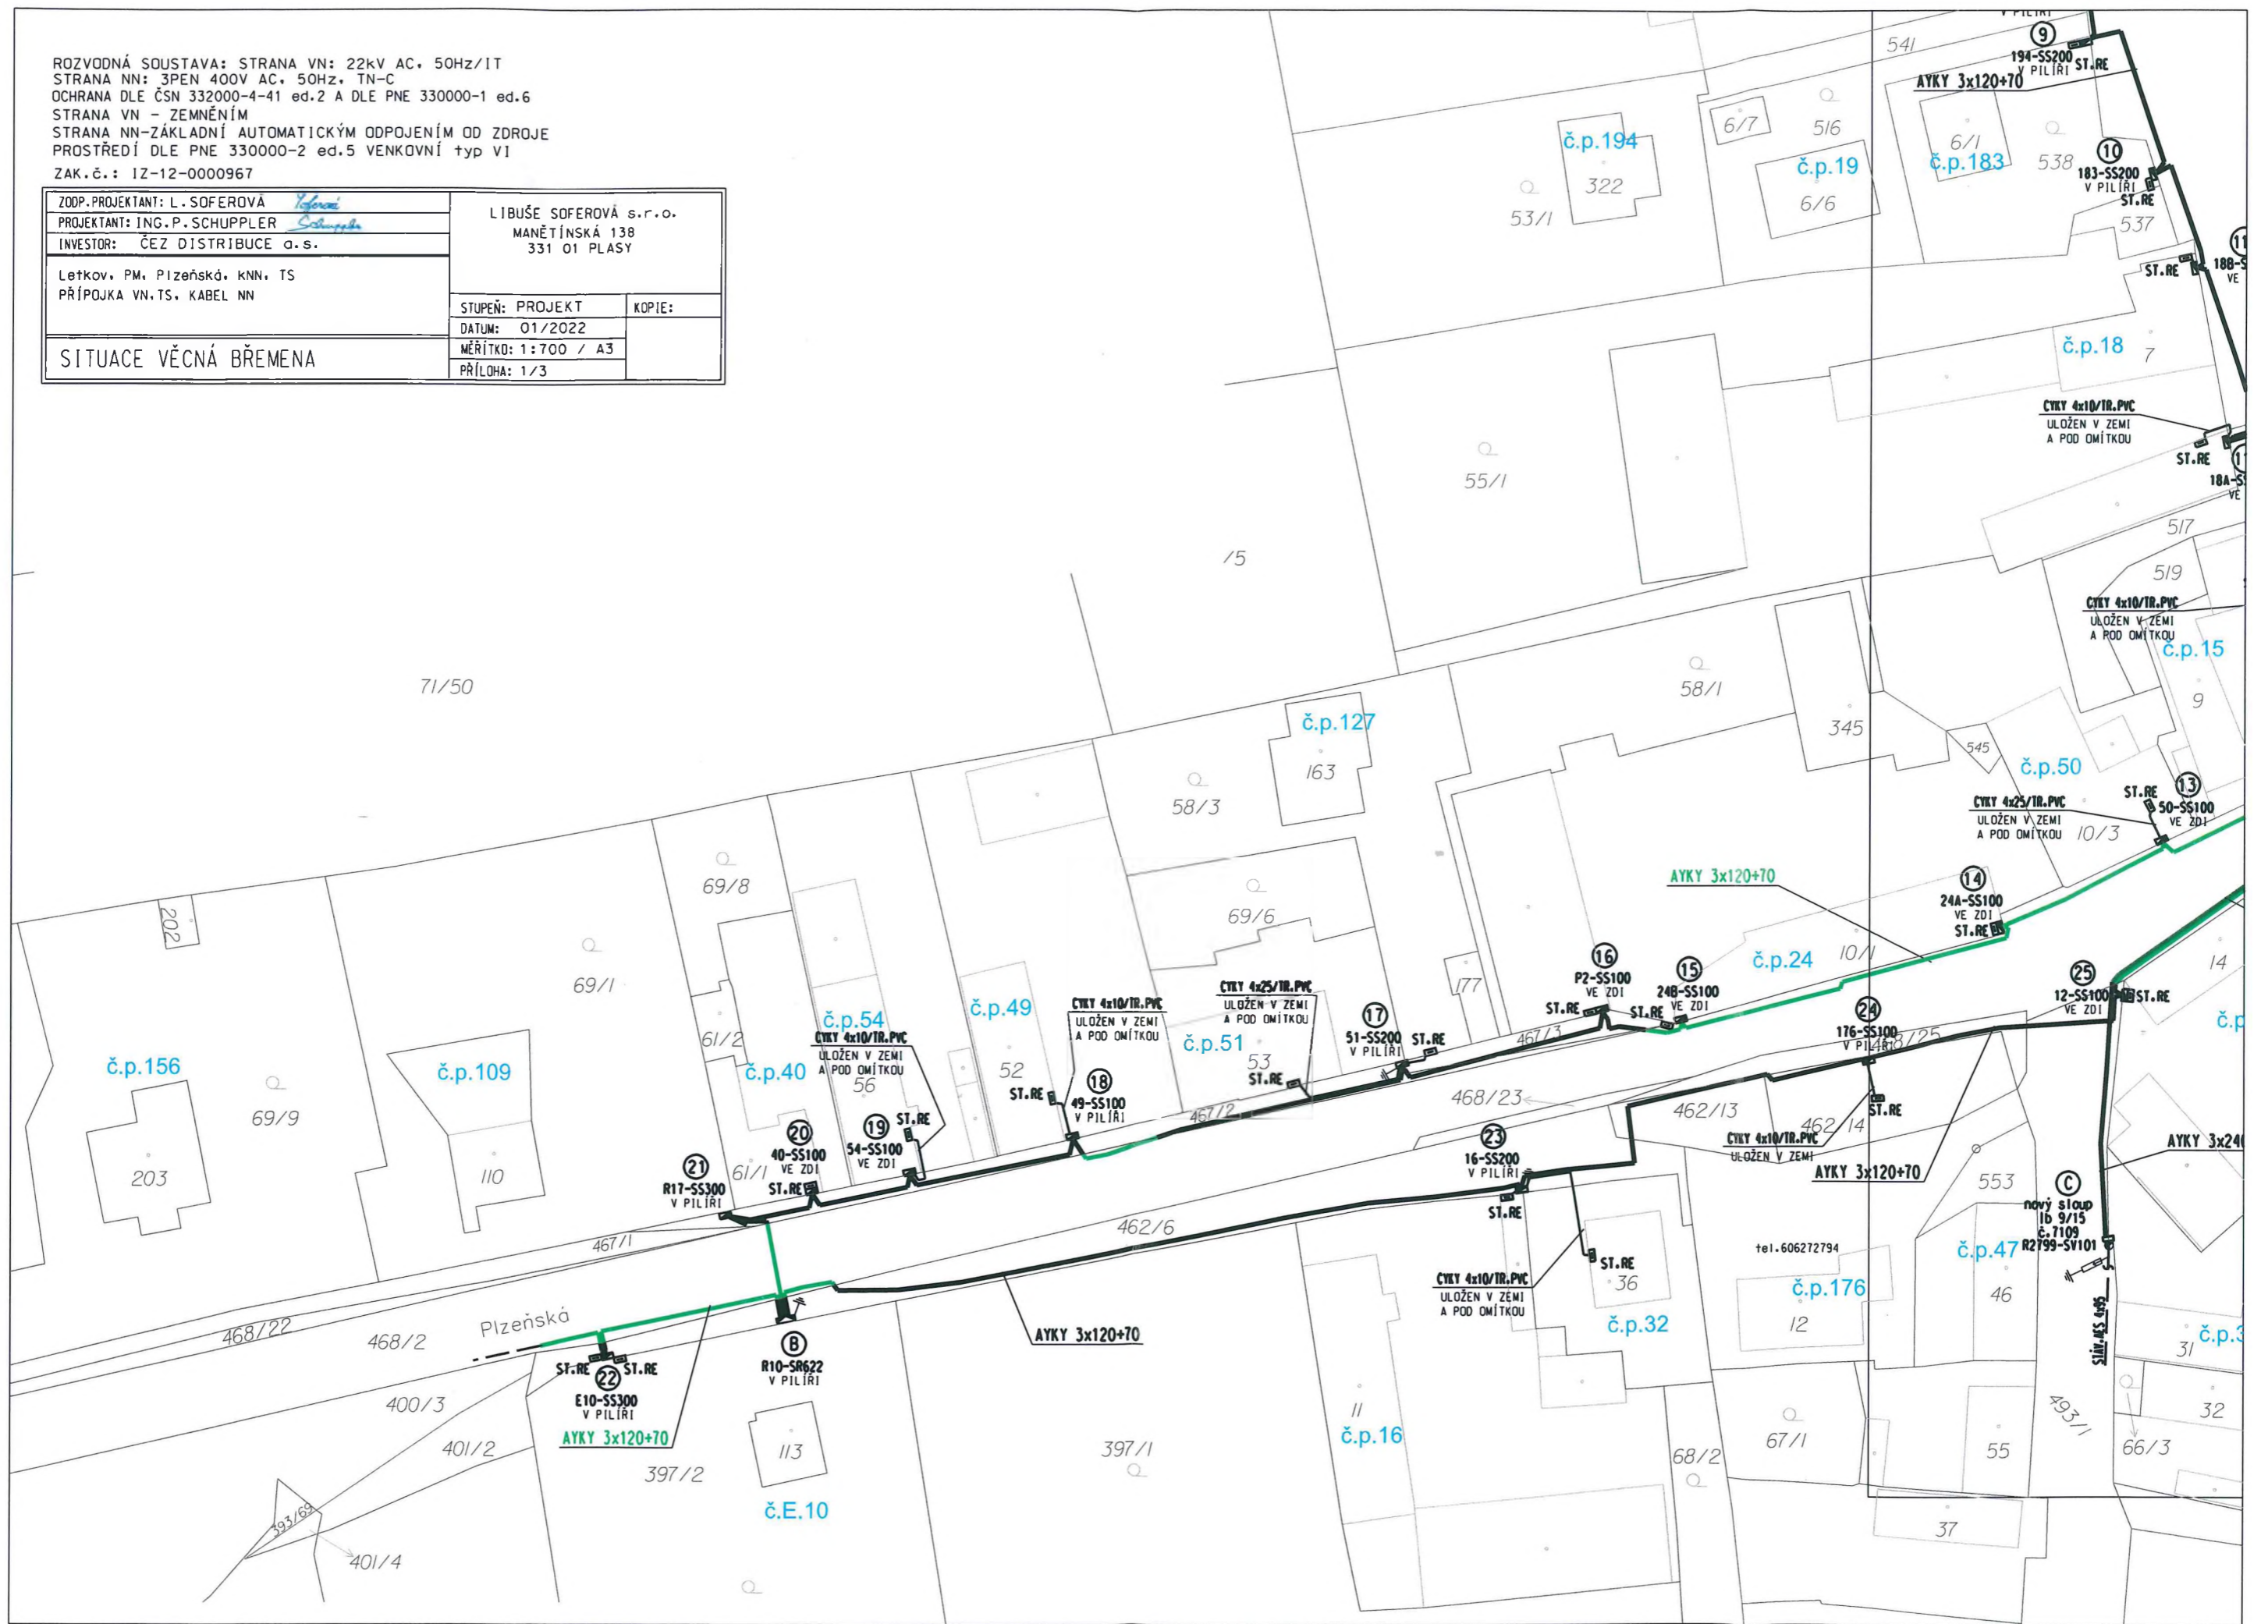 ROZVODNÁ SOUSTAVA: STRANA VN: 22kV AC, 50Hz/IT
STRANA NN: 3PEN 400V AC, 50Hz, TN-C
OCHRANA DLE ČSN 332000-4-41 ed.2 A DLE PNE 330000-1 ed.6
STRANA VN - ZEMNĚNÍM
STRANA NN-ZÁKLADNÍ AUTOMATICKÝM ODPOJENÍM OD ZDROJE
PROSTŘEDÍ DLE PNE 330000-2 ed.5 VENKOVNÍ typ VI
ZAK.č.: IZ-12-0000967
ZODP.PROJEKTANT: L.SOFEROVÁ
PROJEKTANT: ING.P.SCHUPPLER
INVESTOR: ČEZ DISTRIBUCE a.s.
LIBUŠE SOFEROVÁ s.r.o.
MANĚTÍNSKÁ 138
331 01 PLASY
Letkov, PM, Plzeňská, KNN, TS
PŘÍPOJKA VN,TS, KABEL NN
STUPEŇ: PROJEKT
KOPIE:
DATUM: 01/2022
MĚŘÍTKO: 1:700 / A3
PŘÍLOHA: 1/3
SITUACE VĚCNÁ BŘEMENA
V PILÍŘI
9
194-SS200
V PILÍŘI
ST.RE
541
AYKY 3x120+70
6/7
516
č.p.194
322
53/1
č.p.19
6/6
6/1
č.p.183
538
10
183-SS200
V PILÍŘI
ST.RE
537
11
18B-S
VE
ST.RE
č.p.18
7
CYKY 4x10/TR.PVC
ULOŽEN V ZEMI
A POD OMÍTKOU
ST.RE
11
18A-SS
VE
55/1
/5
517
519
CYKY 4x10/TR.PVC
ULOŽEN V ZEMI
A POD OMÍTKOU
č.p.15
9
71/50
58/1
345
545
č.p.50
č.p.127
163
58/3
ST.RE
13
50-SS100
VE ZDI
CYKY 4x25/TR.PVC
ULOŽEN V ZEMI
A POD OMÍTKOU
10/3
AYKY 3x120+70
14
24A-SS100
VE ZDI
ST.RE
69/8
69/6
202
69/1
177
16
P2-SS100
VE ZDI
ST.RE
15
24B-SS100
VE ZDI
ST.RE
č.p.24
10/1
25
12-SS100
VE ZDI
ST.RE
14
č.p
č.p.156
69/9
203
č.p.109
110
61/2
č.p.40
č.p.54
CYKY 4x10/TR.PVC
ULOŽEN V ZEMI
A POD OMÍTKOU
56
č.p.49
52
CYKY 4x10/TR.PVC
ULOŽEN V ZEMI
A POD OMÍTKOU
CYKY 4x25/TR.PVC
ULOŽEN V ZEMI
A POD OMÍTKOU
č.p.51
53
ST.RE
17
51-SS200
V PILÍŘI
ST.RE
467/3
24
176-SS100
V PILÍŘI
468/25
ST.RE
18
49-SS100
V PILÍŘI
ST.RE
467/2
468/23
462/13
462/14
CYKY 4x10/TR.PVC
ULOŽEN V ZEMI
AYKY 3x120+70
AYKY 3x240
19
54-SS100
VE ZDI
ST.RE
20
40-SS100
VE ZDI
ST.RE
61/1
21
R17-SS300
V PILÍŘI
23
16-SS200
V PILÍŘI
ST.RE
553
C
nový sloup
Ib 9/15
č.7109
R2799-SV101
467/1
462/6
CYKY 4x10/TR.PVC
ULOŽEN V ZEMI
A POD OMÍTKOU
ST.RE
36
č.p.32
tel.606272794
č.p.176
12
č.p.47
46
STÁV.AES 4x95
č.p.3
31
468/22
468/2
Plzeňská
AYKY 3x120+70
B
R10-SR622
V PILÍŘI
ST.RE
ST.RE
22
E10-SS300
V PILÍŘI
AYKY 3x120+70
400/3
401/2
397/2
113
č.E.10
397/1
11
č.p.16
68/2
67/1
55
493/1
66/3
32
37
393/69
401/4